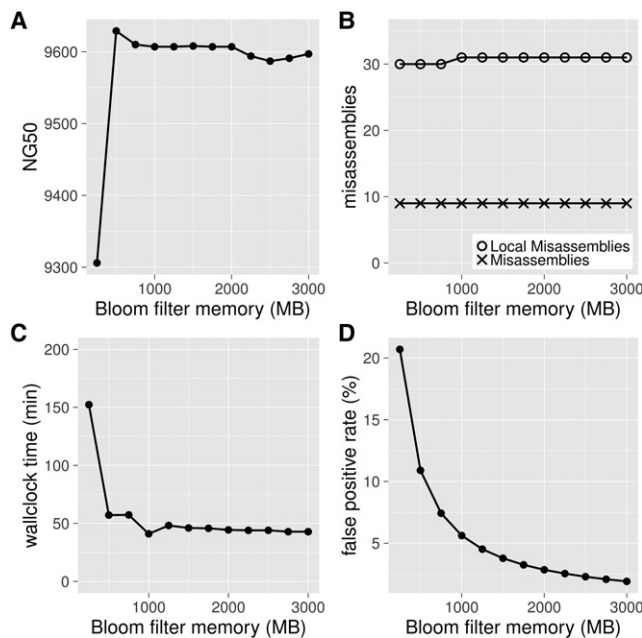 A
NG50
9600
9500
9400
9300
1000
2000
3000
Bloom filter memory (MB)
B
misassemblies
30
20
10
0
Local Misassemblies
Misassemblies
1000
2000
3000
Bloom filter memory (MB)
C
wallclock time (min)
200
150
100
50
0
1000
2000
3000
Bloom filter memory (MB)
D
false positive rate (%)
20
15
10
5
1000
2000
3000
Bloom filter memory (MB)